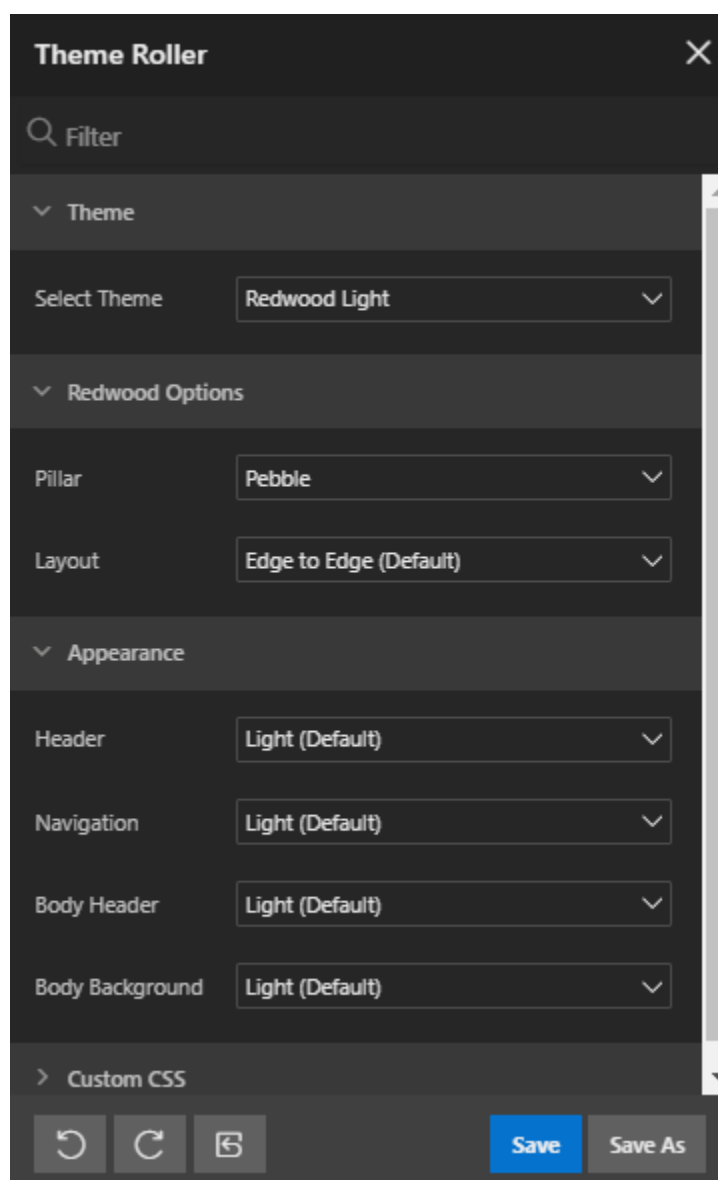 Theme Roller
Filter
Theme
Select Theme Redwood Light
Redwood Options
Pillar Pebble
Layout Edge to Edge (Default)
Appearance
Header Light (Default)
Navigation Light (Default)
Body Header Light (Default)
Body Background Light (Default)
Custom CSS
Save Save As